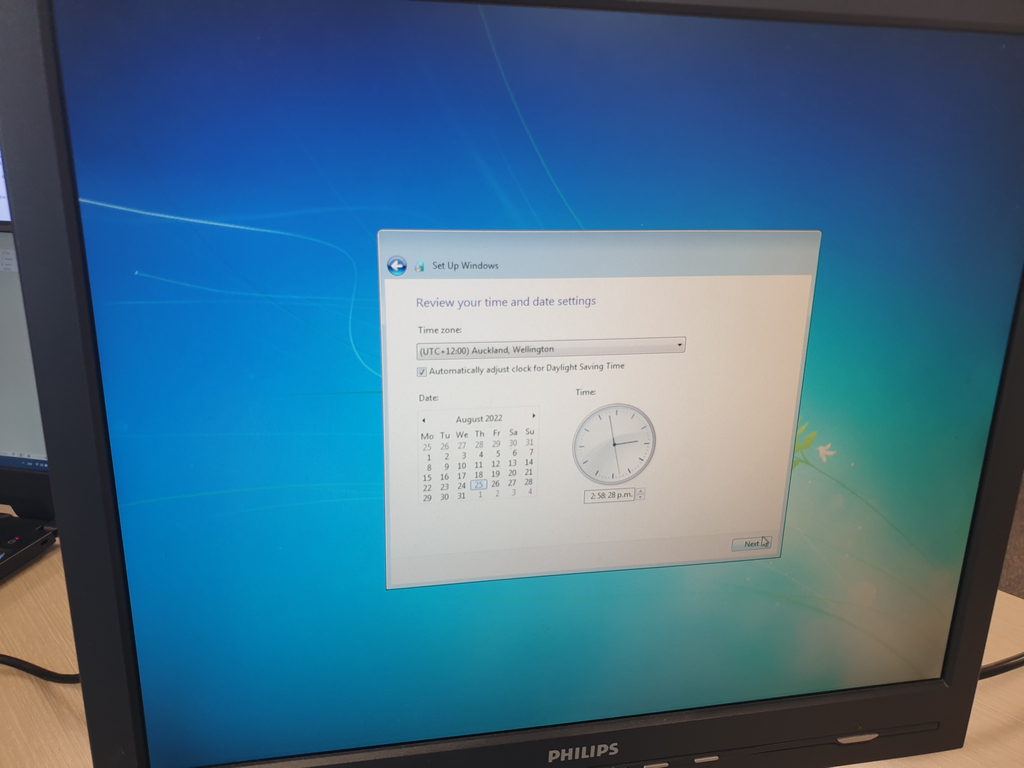 Set Up Windows
Review your time and date settings
Time zone:
(UTC+12:00) Auckland, Wellington
Automatically adjust clock for Daylight Saving Time
Date:
Time:
August 2022
Mo Tu We Th Fr Sa Su
25 26 27 28 29 30 31
1 2 3 4 5 6 7
8 9 10 11 12 13 14
15 16 17 18 19 20 21
22 23 24 25 26 27 28
29 30 31 1 2 3 4
2:58:28 p.m.
Next
PHILIPS